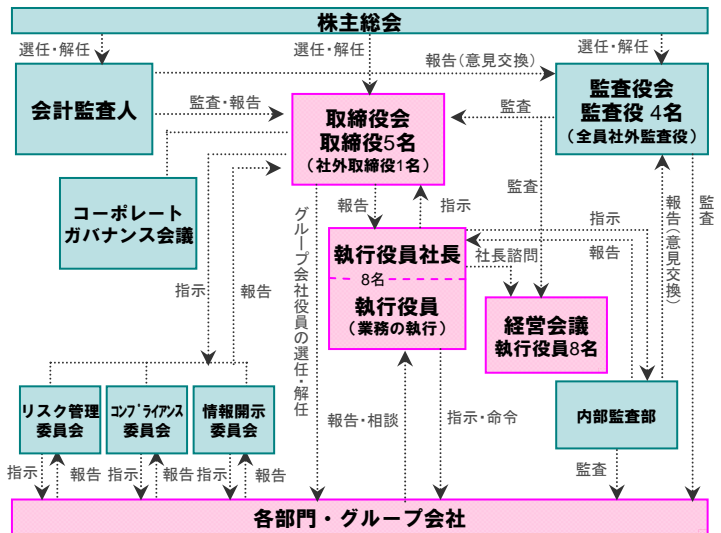 株主総会
選任・解任
選任・解任
選任・解任
報告(意見交換)
会計監査人
監査・報告
取締役会
取締役5名
(社外取締役1名)
監査
監査役会
監査役 4名
(全員社外監査役)
コーポレート
ガバナンス会議
監査
報告
指示
グループ会社役員の選任・解任
指示
報告
報告(意見交換)
監査
執行役員社長
8名
執行役員
(業務の執行)
社長諮問
経営会議
執行役員8名
指示
報告
リスク管理
委員会
コンプライアンス
委員会
情報開示
委員会
報告・相談
指示・命令
内部監査部
指示
報告
指示
報告
指示
報告
監査
各部門・グループ会社